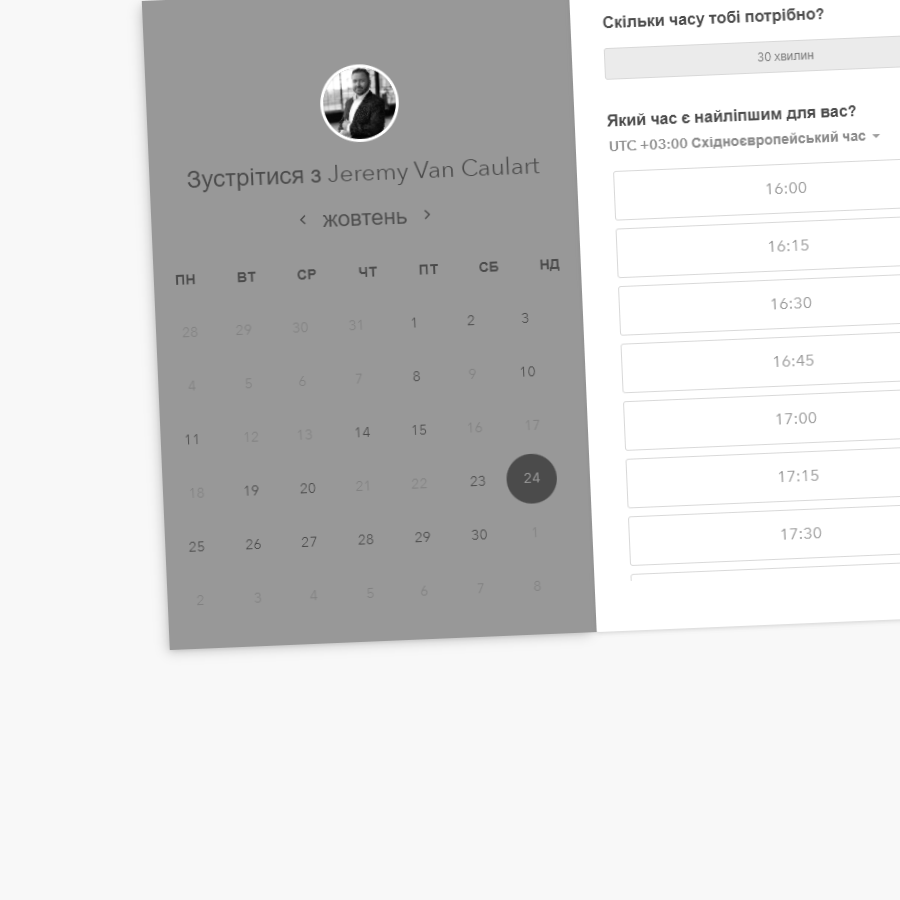 Зустрітися з Jeremy Van Caulart
‹ жовтень ›
ПН ВТ СР ЧТ ПТ СБ НД
28 29 30 31 1 2 3
4 5 6 7 8 9 10
11 12 13 14 15 16 17
18 19 20 21 22 23 24
25 26 27 28 29 30 1
2 3 4 5 6 7 8
Скільки часу тобі потрібно?
30 хвилин
Який час є найліпшим для вас?
UTC +03:00 Східноєвропейський час
16:00
16:15
16:30
16:45
17:00
17:15
17:30